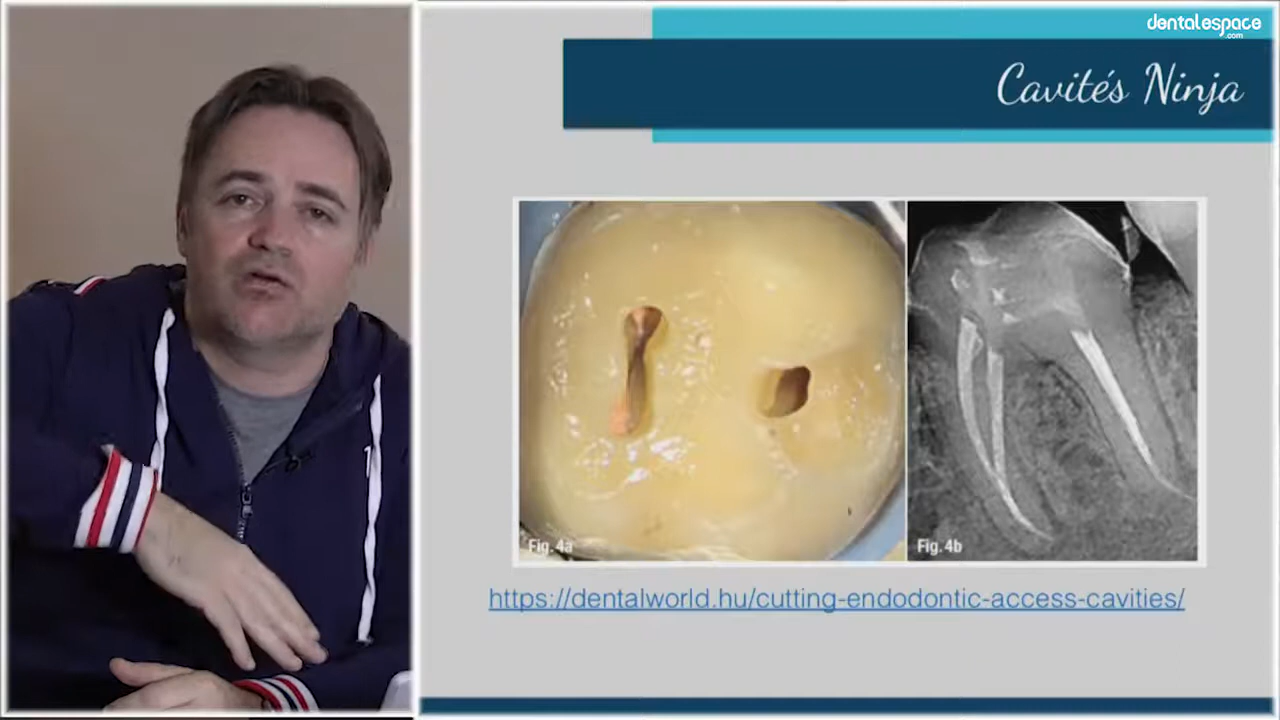 dentalespace
.com
Cavités Ninja
Fig. 4a
Fig. 4b
https://dentalworld.hu/cutting-endodontic-access-cavities/